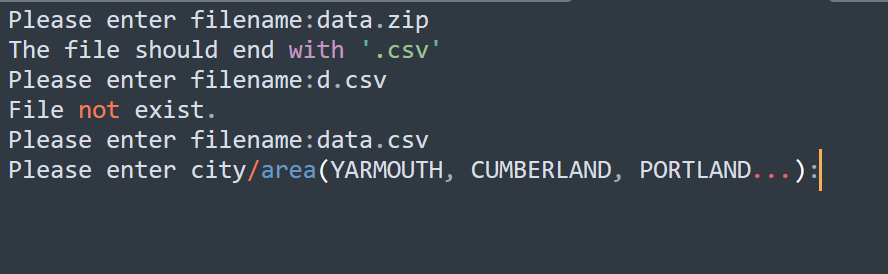 Please enter filename:data.zip
The file should end with '.csv'
Please enter filename:d.csv
File not exist.
Please enter filename:data.csv
Please enter city/area(YARMOUTH, CUMBERLAND, PORTLAND...):